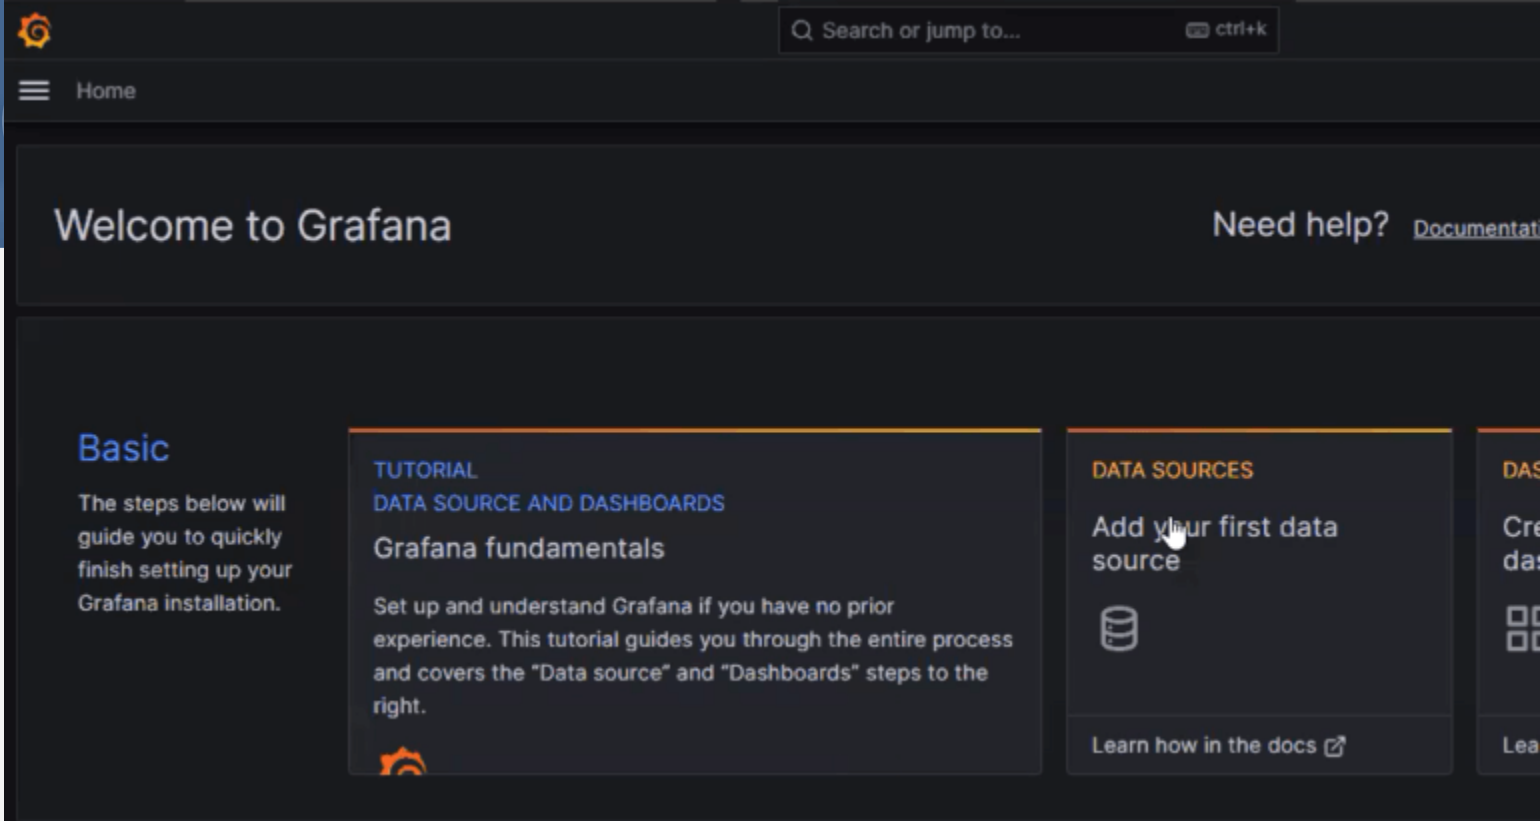 Search or jump to...
ctrl+k
Home
Welcome to Grafana
Need help?
Basic
The steps below will
guide you to quickly
finish setting up your
Grafana installation.
TUTORIAL
DATA SOURCE AND DASHBOARDS
Grafana fundamentals
Set up and understand Grafana if you have no prior
experience. This tutorial guides you through the entire process
and covers the "Data source" and "Dashboards" steps to the
right.
DATA SOURCES
Add your first data
source
Learn how in the docs